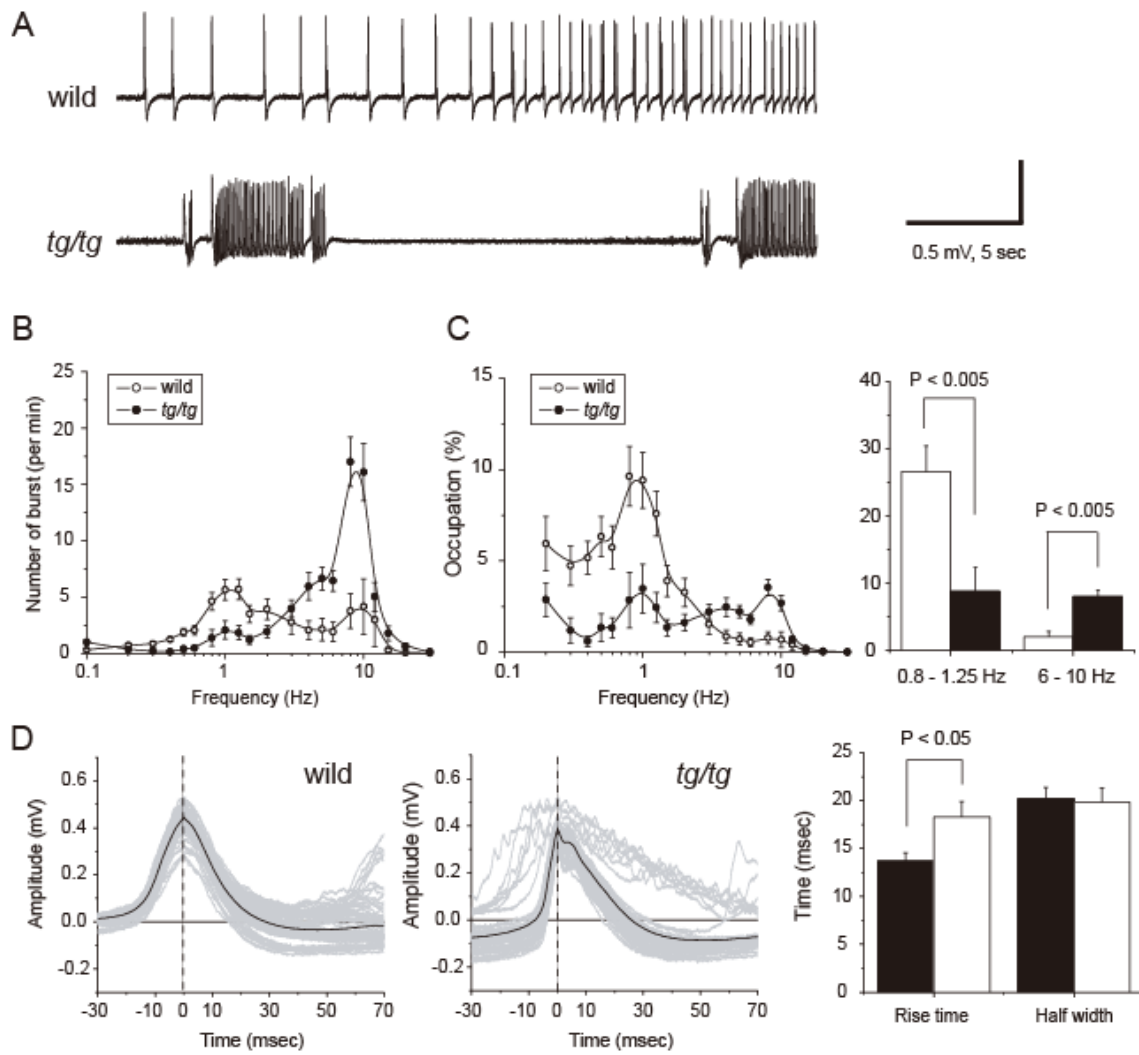 A
wild
tg/tg
0.5 mV, 5 sec
B
25
20
15
10
5
0
0.1
1
10
Number of burst (per min)
Frequency (Hz)
wild
tg/tg
C
15
10
5
0
0.1
1
10
Occupation (%)
Frequency (Hz)
wild
tg/tg
40
30
20
10
0
P < 0.005
P < 0.005
0.8 - 1.25 Hz
6 - 10 Hz
D
wild
0.6
0.4
0.2
0.0
-0.2
-30
-10
0
10
30
50
70
Amplitude (mV)
Time (msec)
tg/tg
0.6
0.4
0.2
0.0
-0.2
-30
-10
0
10
30
50
70
Amplitude (mV)
Time (msec)
25
20
15
10
5
0
Time (msec)
P < 0.05
Rise time
Half width